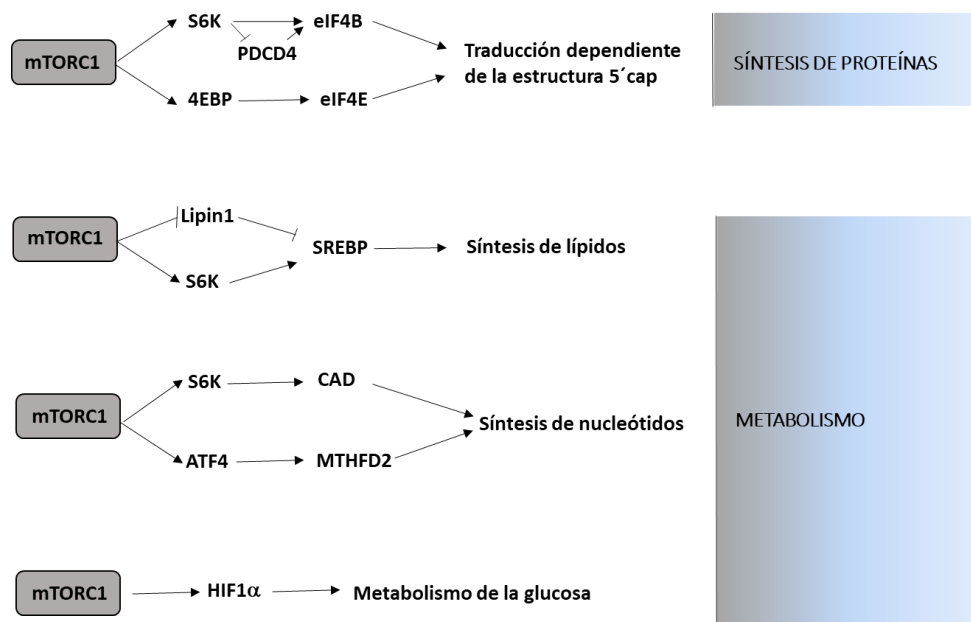 S6K
eIF4B
PDCD4
mTORC1
4EBP
eIF4E
Traducción dependiente
de la estructura 5´cap
SÍNTESIS DE PROTEÍNAS
mTORC1
Lipin1
S6K
SREBP
Síntesis de lípidos
mTORC1
S6K
CAD
ATF4
MTHFD2
Síntesis de nucleótidos
METABOLISMO
mTORC1
HIF1α
Metabolismo de la glucosa